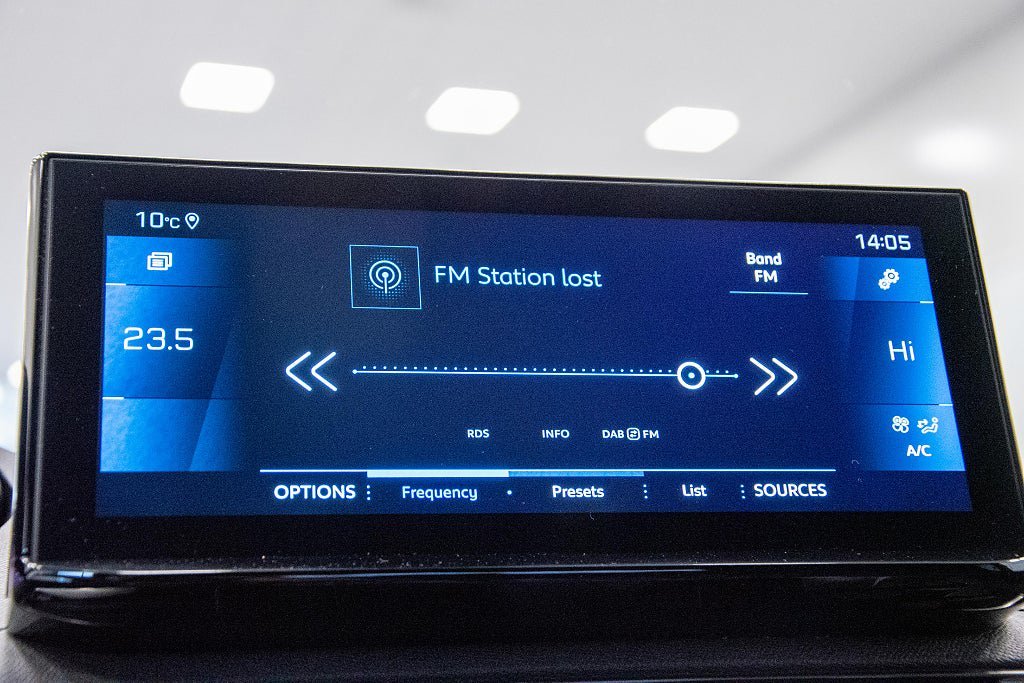 10°C
14:05
FM Station lost
Band
FM
23.5
Hi
RDS INFO DAB FM
A/C
OPTIONS Frequency Presets List SOURCES